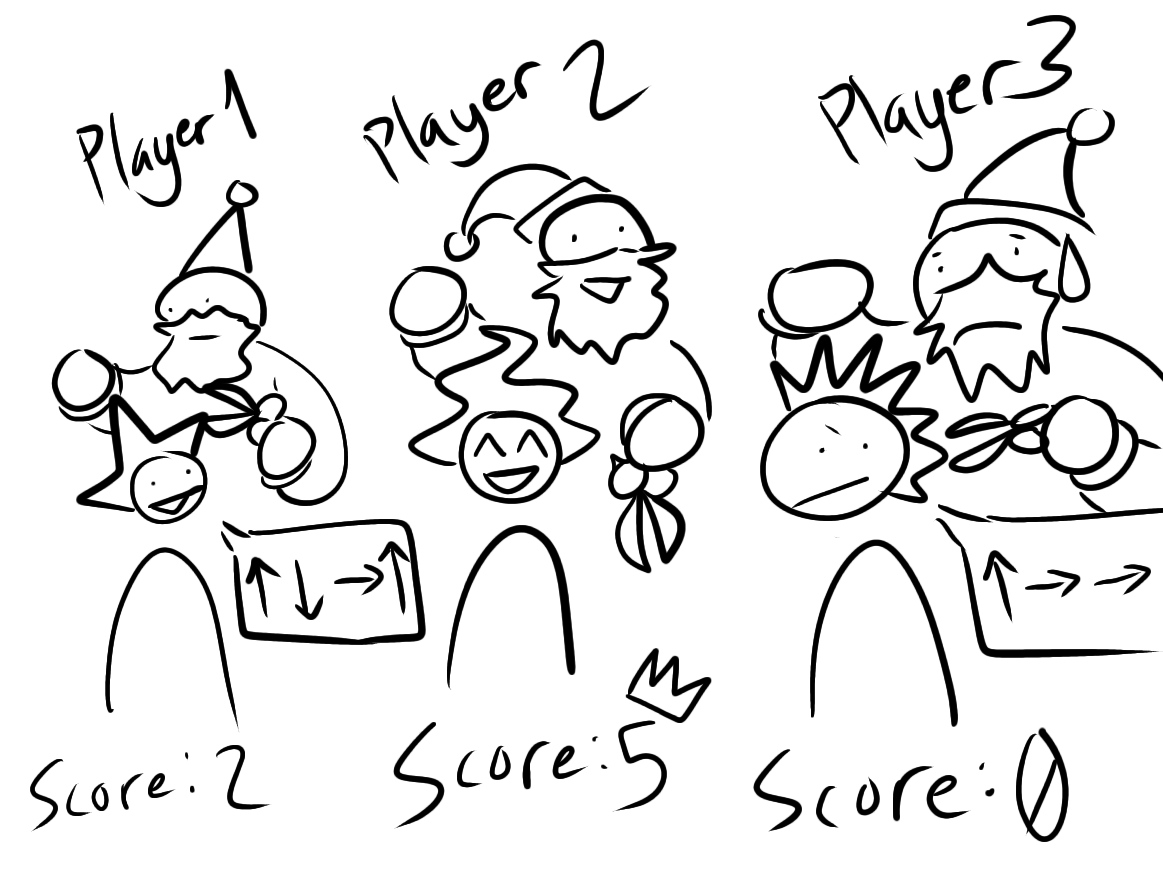 Player 1
Player 2
Player 3
↑ ↓ → ↑
↑ → →
Score: 2
Score: 5
Score: 0